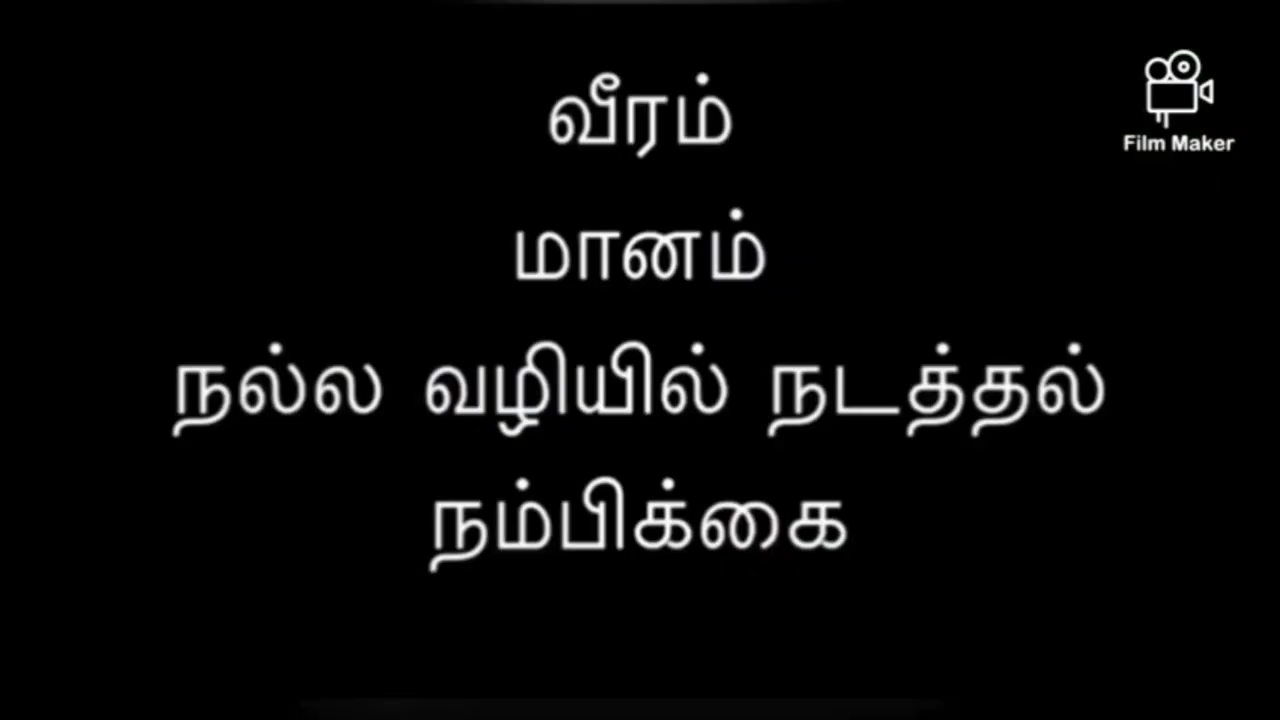 வீரம்
Film Maker
மானம்
நல்ல வழியில் நடத்தல்
நம்பிக்கை